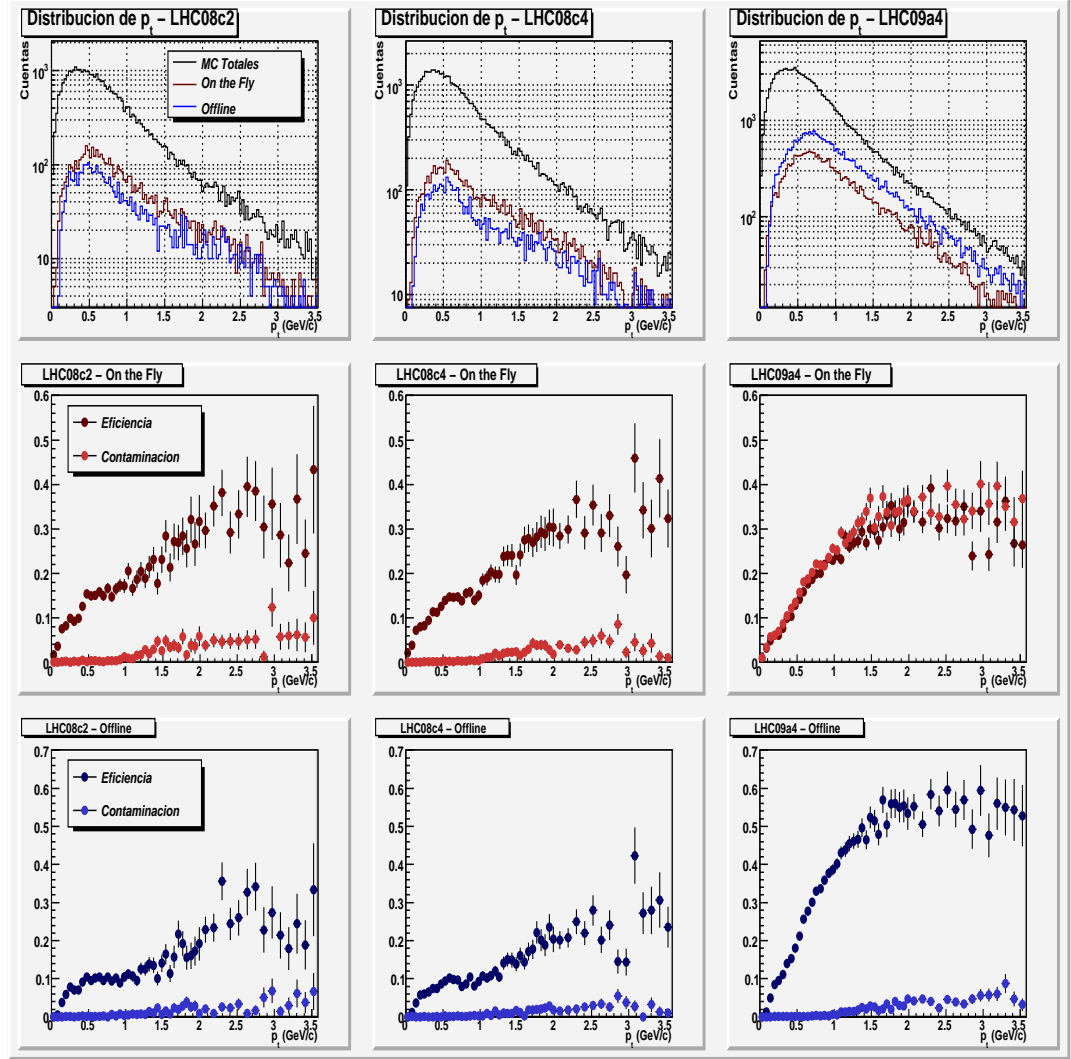 Distribucion de p_t – LHC08c2
Cuentas
10^3
10^2
10
MC Totales
On the Fly
Offline
0 0.5 1 1.5 2 2.5 3 3.5
p_t (GeV/c)
Distribucion de p_t – LHC08c4
Cuentas
10^3
10^2
10
0 0.5 1 1.5 2 2.5 3 3.5
p_t (GeV/c)
Distribucion de p_t – LHC09a4
Cuentas
10^3
10^2
0 0.5 1 1.5 2 2.5 3 3.5
p_t (GeV/c)
LHC08c2 – On the Fly
0.6
0.5
0.4
0.3
0.2
0.1
0
Eficiencia
Contaminacion
0 0.5 1 1.5 2 2.5 3 3.5
p_t (GeV/c)
LHC08c4 – On the Fly
0.6
0.5
0.4
0.3
0.2
0.1
0
0 0.5 1 1.5 2 2.5 3 3.5
p_t (GeV/c)
LHC09a4 – On the Fly
0.6
0.5
0.4
0.3
0.2
0.1
0
0 0.5 1 1.5 2 2.5 3 3.5
p_t (GeV/c)
LHC08c2 – Offline
0.7
0.6
0.5
0.4
0.3
0.2
0.1
0
Eficiencia
Contaminacion
0 0.5 1 1.5 2 2.5 3 3.5
p_t (GeV/c)
LHC08c4 – Offline
0.7
0.6
0.5
0.4
0.3
0.2
0.1
0
0 0.5 1 1.5 2 2.5 3 3.5
p_t (GeV/c)
LHC09a4 – Offline
0.7
0.6
0.5
0.4
0.3
0.2
0.1
0
0 0.5 1 1.5 2 2.5 3 3.5
p_t (GeV/c)